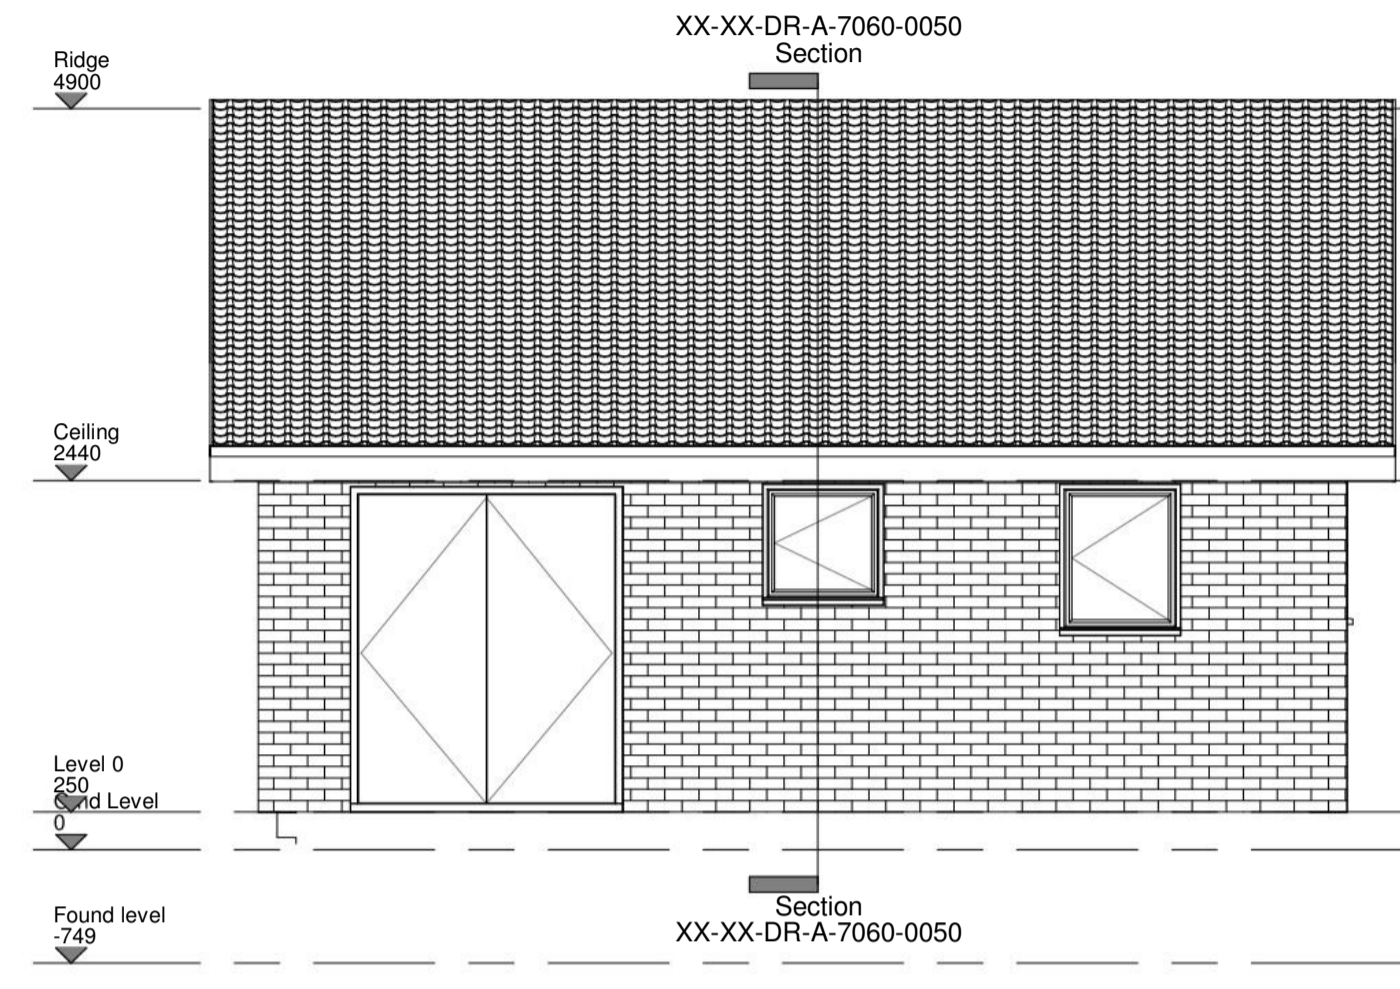 XX-XX-DR-A-7060-0050
Section
Ridge
4900
Ceiling
2440
Level 0
250
Level
0
Found level
-749
Section
XX-XX-DR-A-7060-0050